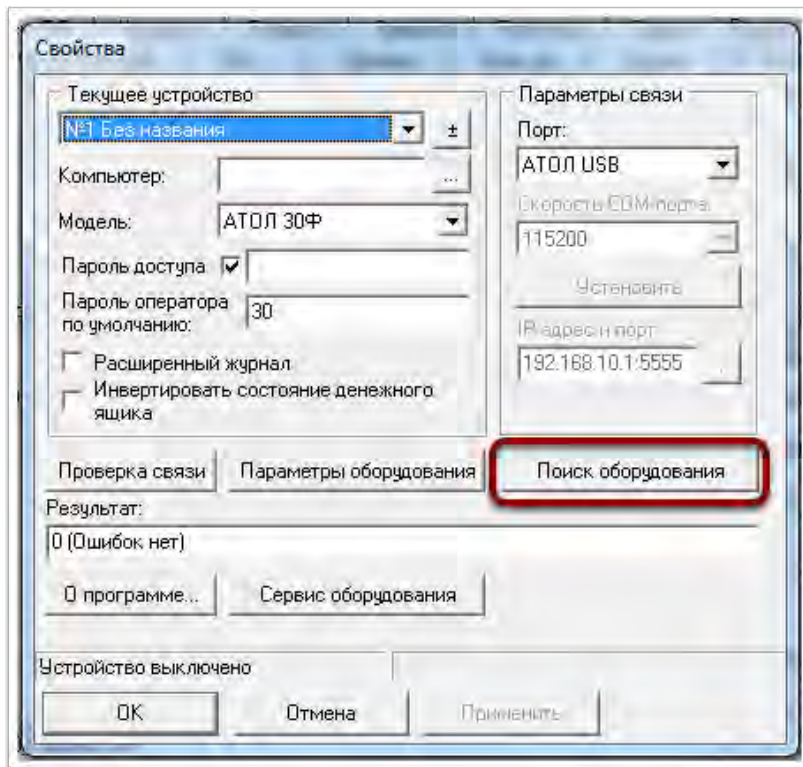 Свойства
Текущее устройство
№1 Без названия
±
Компьютер:
...
Модель:
АТОЛ 30Ф
Пароль доступа
Пароль оператора
по умолчанию:
30
Расширенный журнал
Инвертировать состояние денежного
ящика
Параметры связи
Порт:
АТОЛ USB
Скорость COM-порта:
115200
Установить
IP адрес и порт
192.168.10.1:5555
Проверка связи
Параметры оборудования
Поиск оборудования
Результат:
0 (Ошибок нет)
О программе...
Сервис оборудования
Устройство выключено
ОК
Отмена
Применить